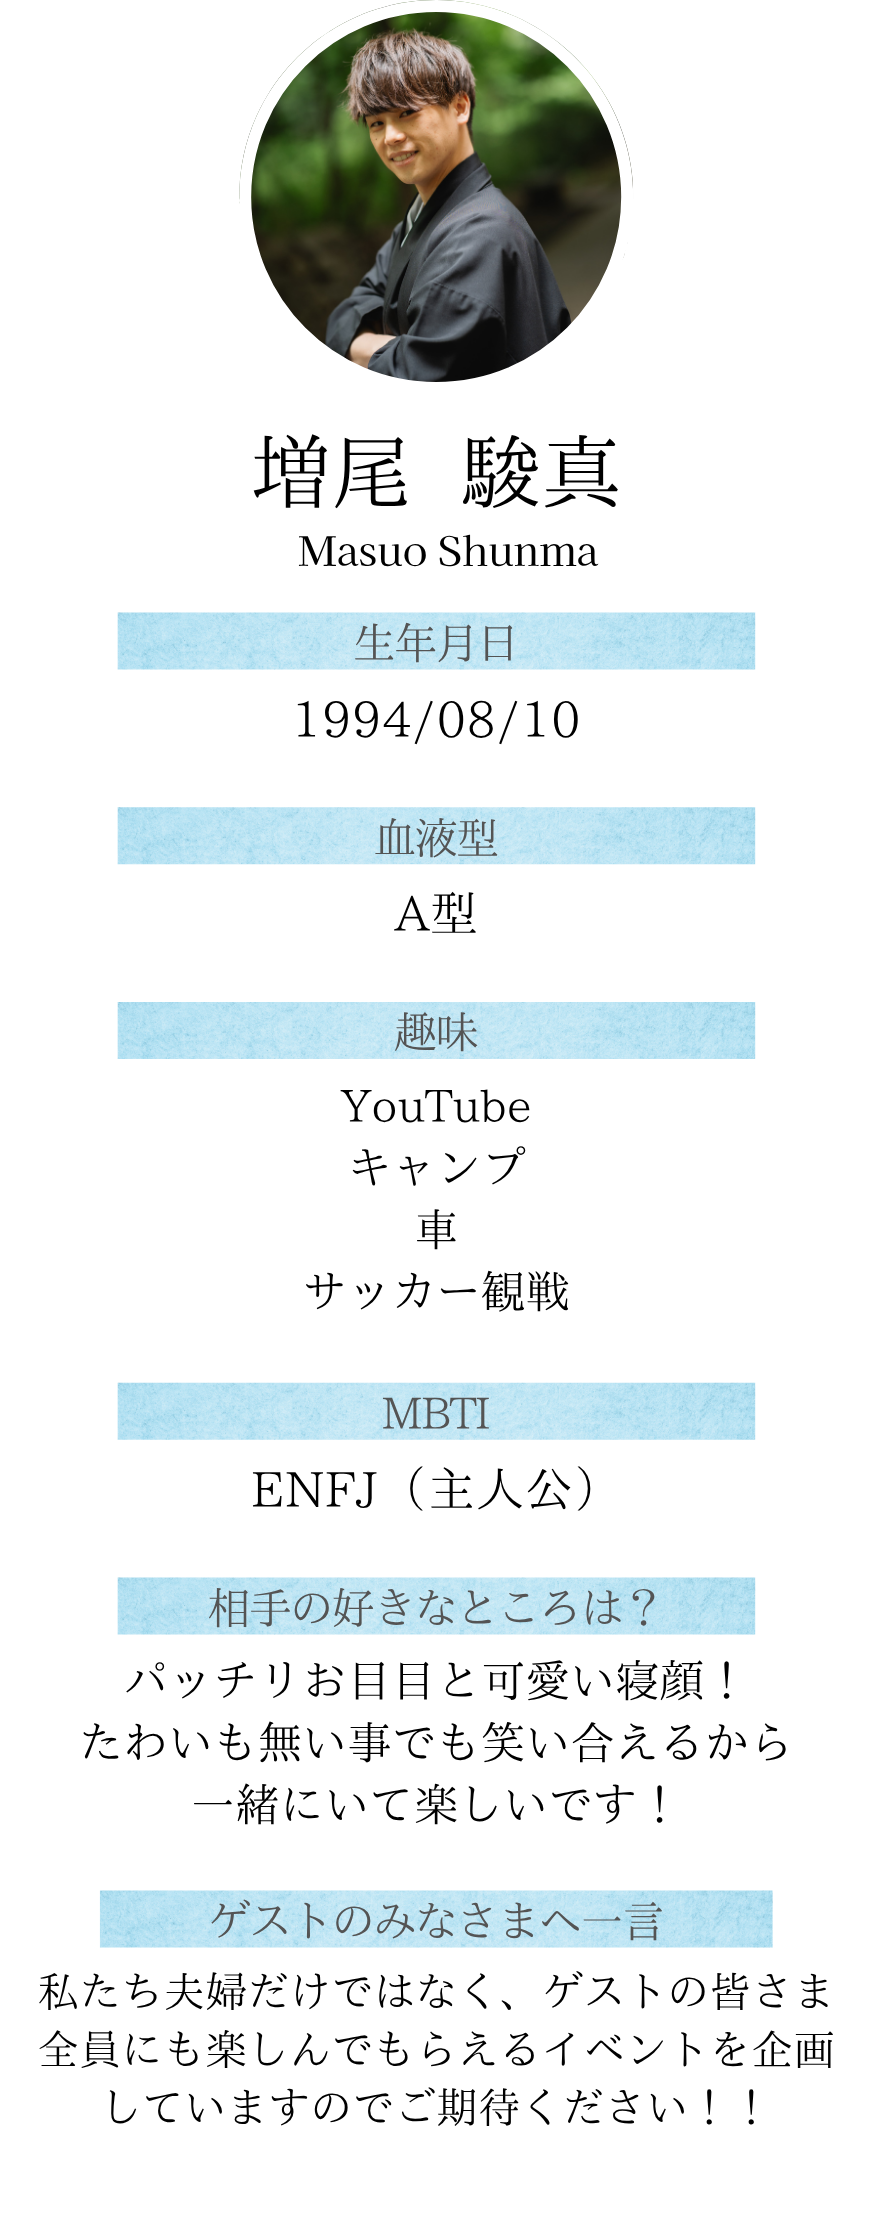 増尾 駿真
Masuo Shunma
生年月日
1994/08/10
血液型
A型
趣味
YouTube
キャンプ
車
サッカー観戦
MBTI
ENFJ（主人公）
相手の好きなところは？
パッチリお目目と可愛い寝顔！
たわいも無い事でも笑い合えるから
一緒にいて楽しいです！
ゲストのみなさまへ一言
私たち夫婦だけではなく、ゲストの皆さま
全員にも楽しんでもらえるイベントを企画
していますのでご期待ください！！